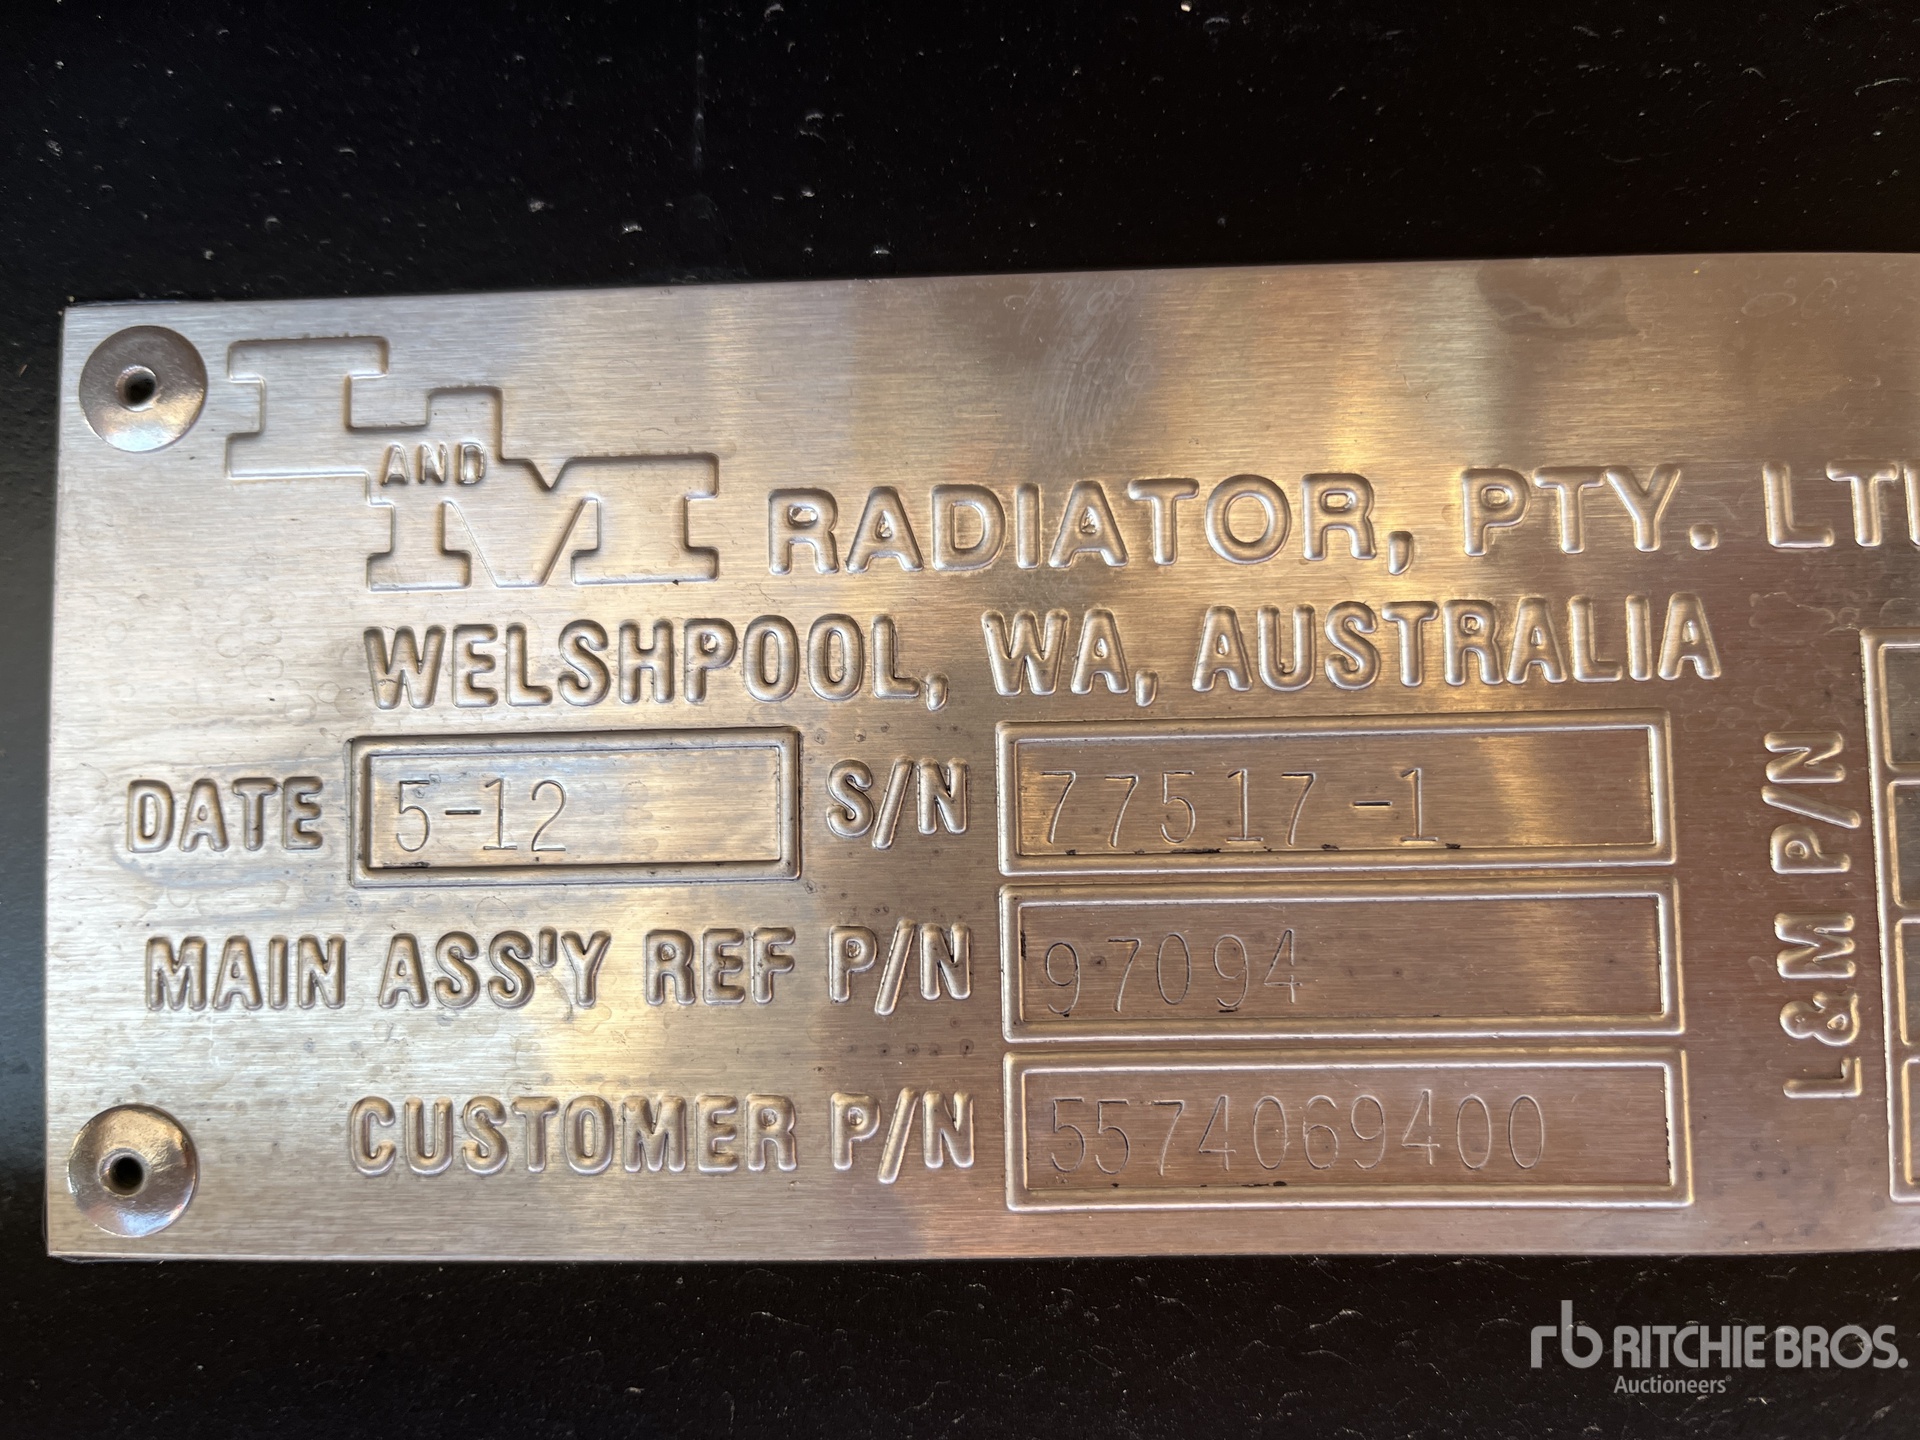 L AND M RADIATOR, PTY. LT
WELSHPOOL, WA, AUSTRALIA
DATE 5-12 S/N 77517-1
MAIN ASS'Y REF P/N 97094
CUSTOMER P/N 5574069400
L&M P/N
rb RITCHIE BROS.
Auctioneers